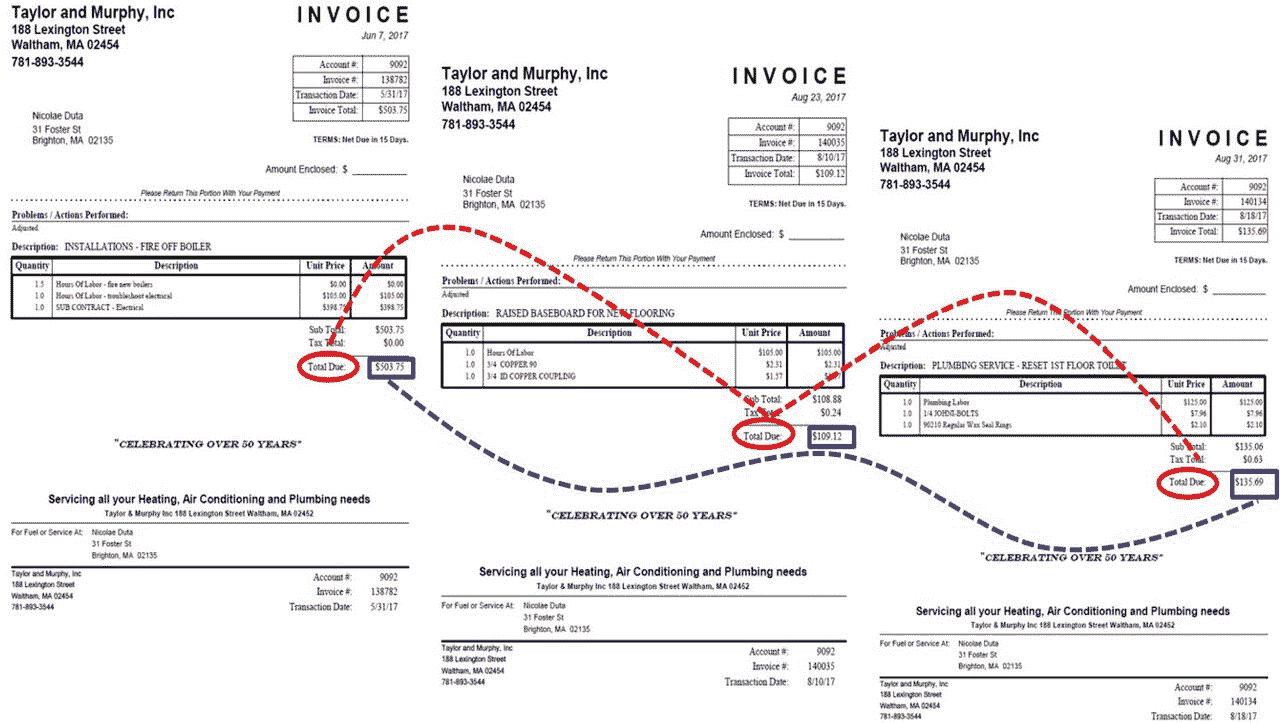 Taylor and Murphy, Inc
188 Lexington Street
Waltham, MA 02454
781-893-3544
INVOICE
Jun 7, 2017
Account #: 9092
Invoice #: 138782
Transaction Date: 5/31/17
Invoice Total: $503.75
Nicolae Duta
31 Foster St
Brighton, MA 02135
TERMS: Net Due in 15 Days.
Amount Enclosed: $
Please Return This Portion With Your Payment
Problems / Actions Performed:
Adjusted
Description: INSTALLATIONS - FIRE OFF BOILER
Quantity Description Unit Price Amount
1.5 Hours Of Labor - fire new boilers $0.00 $0.00
1.0 Hours Of Labor - troubleshoot electrical $105.00 $105.00
1.0 SUB CONTRACT - Electrical $398.75 $398.75
Sub Total: $503.75
Tax Total: $0.00
Total Due: $503.75
"CELEBRATING OVER 50 YEARS"
Servicing all your Heating, Air Conditioning and Plumbing needs
Taylor & Murphy Inc 188 Lexington Street Waltham, MA 02452
For Fuel or Service At: Nicolae Duta
31 Foster St
Brighton, MA 02135
Taylor and Murphy, Inc
188 Lexington Street
Waltham, MA 02454
781-893-3544
Account #: 9092
Invoice #: 138782
Transaction Date: 5/31/17
Taylor and Murphy, Inc
188 Lexington Street
Waltham, MA 02454
781-893-3544
INVOICE
Aug 23, 2017
Account #: 9092
Invoice #: 140035
Transaction Date: 8/10/17
Invoice Total: $109.12
Nicolae Duta
31 Foster St
Brighton, MA 02135
TERMS: Net Due in 15 Days.
Amount Enclosed: $
Please Return This Portion With Your Payment
Problems / Actions Performed:
Adjusted
Description: RAISED BASEBOARD FOR NEW FLOORING
Quantity Description Unit Price Amount
1.0 Hours Of Labor $105.00 $105.00
1.0 3/4 COPPER 90 $2.31 $2.31
1.0 3/4 ID COPPER COUPLING $1.57 $1.57
Sub Total: $108.88
Tax Total: $0.24
Total Due: $109.12
"CELEBRATING OVER 50 YEARS"
Servicing all your Heating, Air Conditioning and Plumbing needs
Taylor & Murphy Inc 188 Lexington Street Waltham, MA 02452
For Fuel or Service At: Nicolae Duta
31 Foster St
Brighton, MA 02135
Taylor and Murphy, Inc
188 Lexington Street
Waltham, MA 02454
781-893-3544
Account #: 9092
Invoice #: 140035
Transaction Date: 8/10/17
Taylor and Murphy, Inc
188 Lexington Street
Waltham, MA 02454
781-893-3544
INVOICE
Aug 31, 2017
Account #: 9092
Invoice #: 140134
Transaction Date: 8/18/17
Invoice Total: $135.69
Nicolae Duta
31 Foster St
Brighton, MA 02135
TERMS: Net Due in 15 Days.
Amount Enclosed: $
Please Return This Portion With Your Payment
Problems / Actions Performed:
Adjusted
Description: PLUMBING SERVICE - RESET 1ST FLOOR TOILET
Quantity Description Unit Price Amount
1.0 Plumbing Labor $125.00 $125.00
1.0 1/4 JOHNI-BOLTS $7.96 $7.96
1.0 90210 Regular Wax Seal Rings $2.10 $2.10
Sub Total: $135.06
Tax Total: $0.63
Total Due: $135.69
"CELEBRATING OVER 50 YEARS"
Servicing all your Heating, Air Conditioning and Plumbing needs
Taylor & Murphy Inc 188 Lexington Street Waltham, MA 02452
For Fuel or Service At: Nicolae Duta
31 Foster St
Brighton, MA 02135
Taylor and Murphy, Inc
188 Lexington Street
Waltham, MA 02454
781-893-3544
Account #: 9092
Invoice #: 140134
Transaction Date: 8/18/17